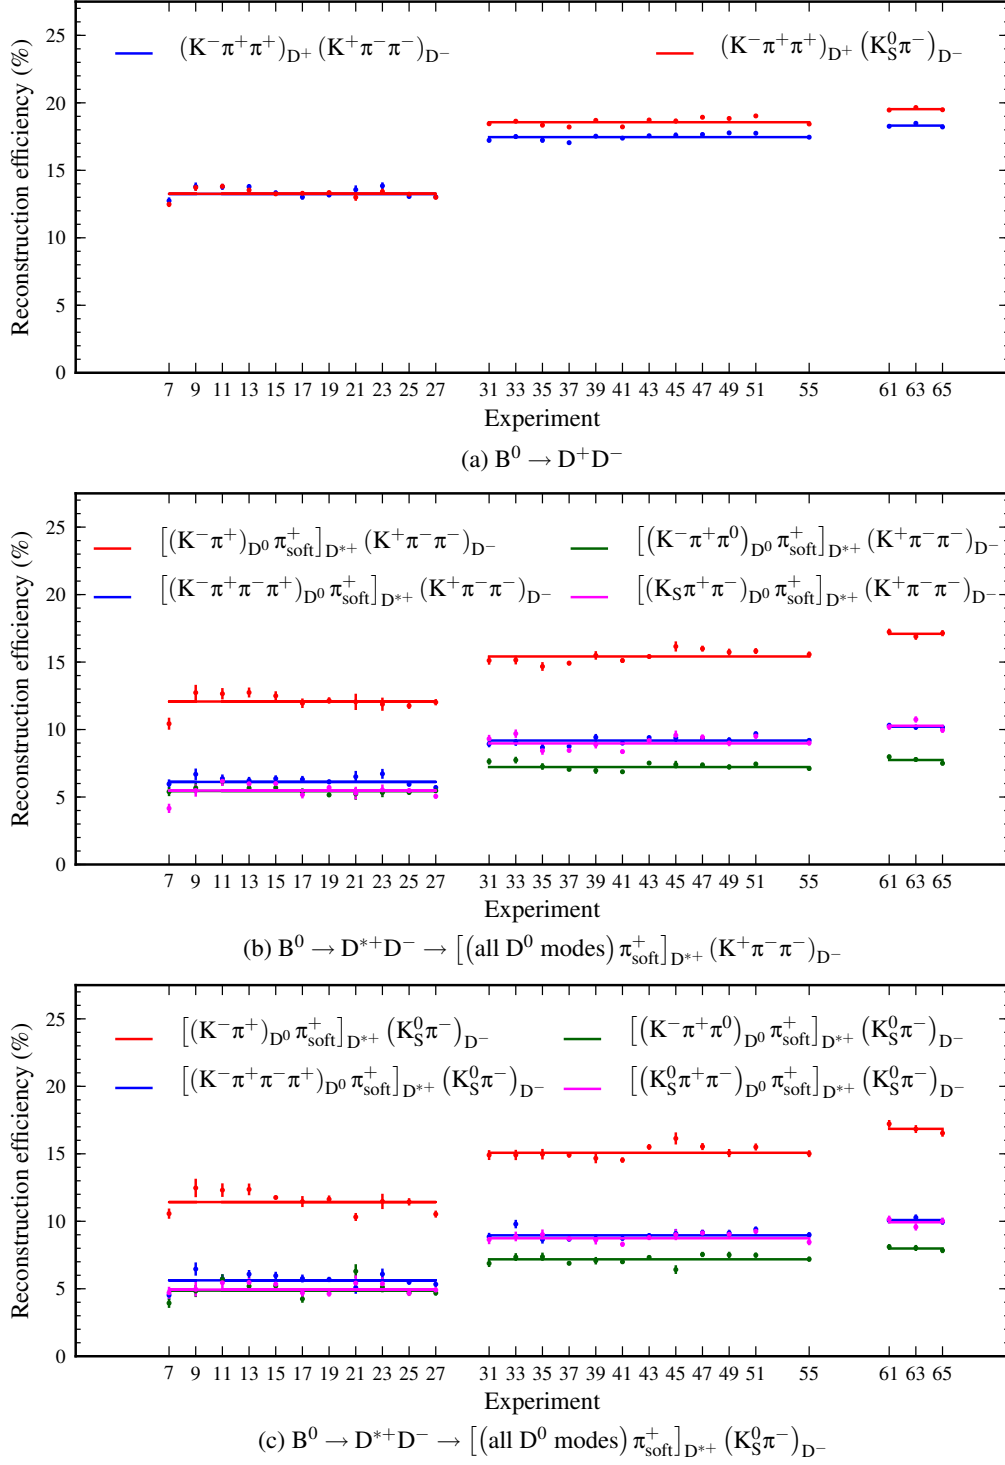 (K⁻π⁺π⁺)D⁺ (K⁺π⁻π⁻)D⁻ (K⁻π⁺π⁺)D⁺ (K⁰Sπ⁻)D⁻
Reconstruction efficiency (%)
25
20
15
10
5
0
7 9 11 13 15 17 19 21 23 25 27 31 33 35 37 39 41 43 45 47 49 51 55 61 63 65
Experiment
(a) B⁰ → D⁺D⁻
[(K⁻π⁺)D⁰ π⁺soft]D*⁺ (K⁺π⁻π⁻)D⁻ [(K⁻π⁺π⁰)D⁰ π⁺soft]D*⁺ (K⁺π⁻π⁻)D⁻
[(K⁻π⁺π⁻π⁺)D⁰ π⁺soft]D*⁺ (K⁺π⁻π⁻)D⁻ [(KSπ⁺π⁻)D⁰ π⁺soft]D*⁺ (K⁺π⁻π⁻)D⁻
Reconstruction efficiency (%)
25
20
15
10
5
0
7 9 11 13 15 17 19 21 23 25 27 31 33 35 37 39 41 43 45 47 49 51 55 61 63 65
Experiment
(b) B⁰ → D*⁺D⁻ → [(all D⁰ modes) π⁺soft]D*⁺ (K⁺π⁻π⁻)D⁻
[(K⁻π⁺)D⁰ π⁺soft]D*⁺ (K⁰Sπ⁻)D⁻ [(K⁻π⁺π⁰)D⁰ π⁺soft]D*⁺ (K⁰Sπ⁻)D⁻
[(K⁻π⁺π⁻π⁺)D⁰ π⁺soft]D*⁺ (K⁰Sπ⁻)D⁻ [(K⁰Sπ⁺π⁻)D⁰ π⁺soft]D*⁺ (K⁰Sπ⁻)D⁻
Reconstruction efficiency (%)
25
20
15
10
5
0
7 9 11 13 15 17 19 21 23 25 27 31 33 35 37 39 41 43 45 47 49 51 55 61 63 65
Experiment
(c) B⁰ → D*⁺D⁻ → [(all D⁰ modes) π⁺soft]D*⁺ (K⁰Sπ⁻)D⁻